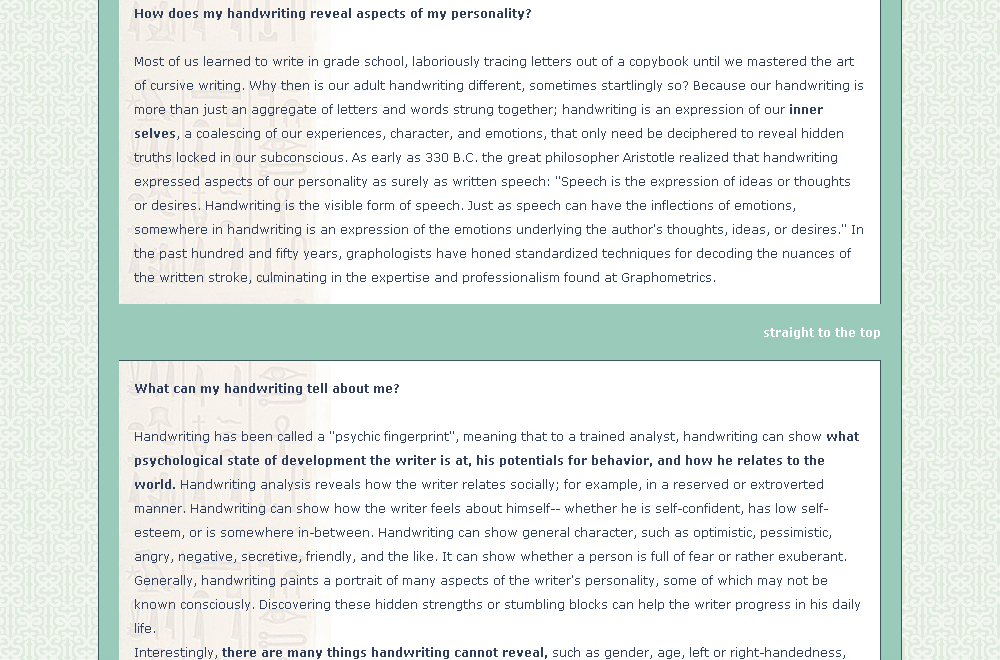 How does my handwriting reveal aspects of my personality?
Most of us learned to write in grade school, laboriously tracing letters out of a copybook until we mastered the art
of cursive writing. Why then is our adult handwriting different, sometimes startlingly so? Because our handwriting is
more than just an aggregate of letters and words strung together; handwriting is an expression of our inner
selves, a coalescing of our experiences, character, and emotions, that only need be deciphered to reveal hidden
truths locked in our subconscious. As early as 330 B.C. the great philosopher Aristotle realized that handwriting
expressed aspects of our personality as surely as written speech: "Speech is the expression of ideas or thoughts
or desires. Handwriting is the visible form of speech. Just as speech can have the inflections of emotions,
somewhere in handwriting is an expression of the emotions underlying the author's thoughts, ideas, or desires." In
the past hundred and fifty years, graphologists have honed standardized techniques for decoding the nuances of
the written stroke, culminating in the expertise and professionalism found at Graphometrics.
straight to the top
What can my handwriting tell about me?
Handwriting has been called a "psychic fingerprint", meaning that to a trained analyst, handwriting can show what
psychological state of development the writer is at, his potentials for behavior, and how he relates to the
world. Handwriting analysis reveals how the writer relates socially; for example, in a reserved or extroverted
manner. Handwriting can show how the writer feels about himself-- whether he is self-confident, has low self-
esteem, or is somewhere in-between. Handwriting can show general character, such as optimistic, pessimistic,
angry, negative, secretive, friendly, and the like. It can show whether a person is full of fear or rather exuberant.
Generally, handwriting paints a portrait of many aspects of the writer's personality, some of which may not be
known consciously. Discovering these hidden strengths or stumbling blocks can help the writer progress in his daily
life.
Interestingly, there are many things handwriting cannot reveal, such as gender, age, left or right-handedness,